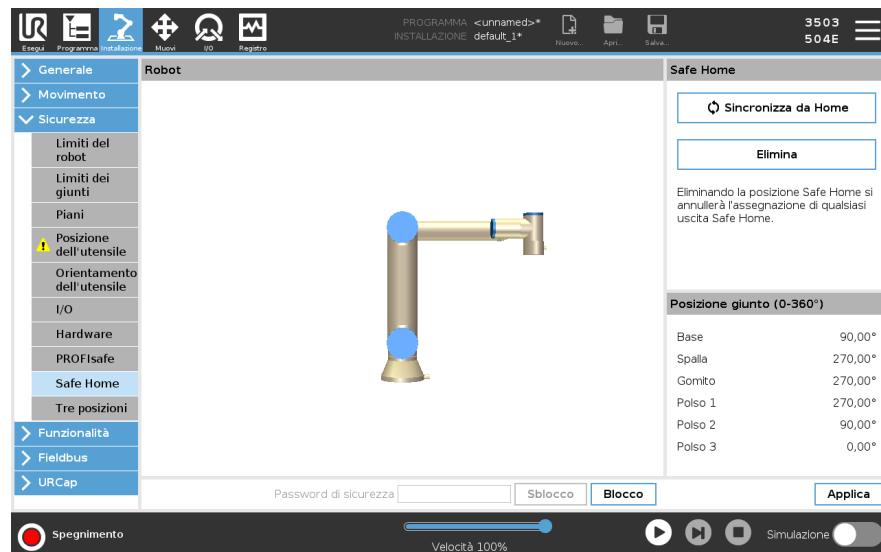 UR
Esegui
Programma
Installazione
Muovi
I/O
Registro
PROGRAMMA <unnamed>*
INSTALLAZIONE default_1*
Nuovo...
Apri...
Salva...
3503
504E
Generale
Movimento
Sicurezza
Limiti del
robot
Limiti dei
giunti
Piani
Posizione
dell'utensile
Orientamento
dell'utensile
I/O
Hardware
PROFIsafe
Safe Home
Tre posizioni
Funzionalità
Fieldbus
URCap
Robot
Safe Home
Sincronizza da Home
Elimina
Eliminando la posizione Safe Home si
annullerà l'assegnazione di qualsiasi
uscita Safe Home.
Posizione giunto (0-360°)
Base 90,00°
Spalla 270,00°
Gomito 270,00°
Polso 1 270,00°
Polso 2 90,00°
Polso 3 0,00°
Password di sicurezza
Sblocco
Blocco
Applica
Spegnimento
Velocità 100%
Simulazione